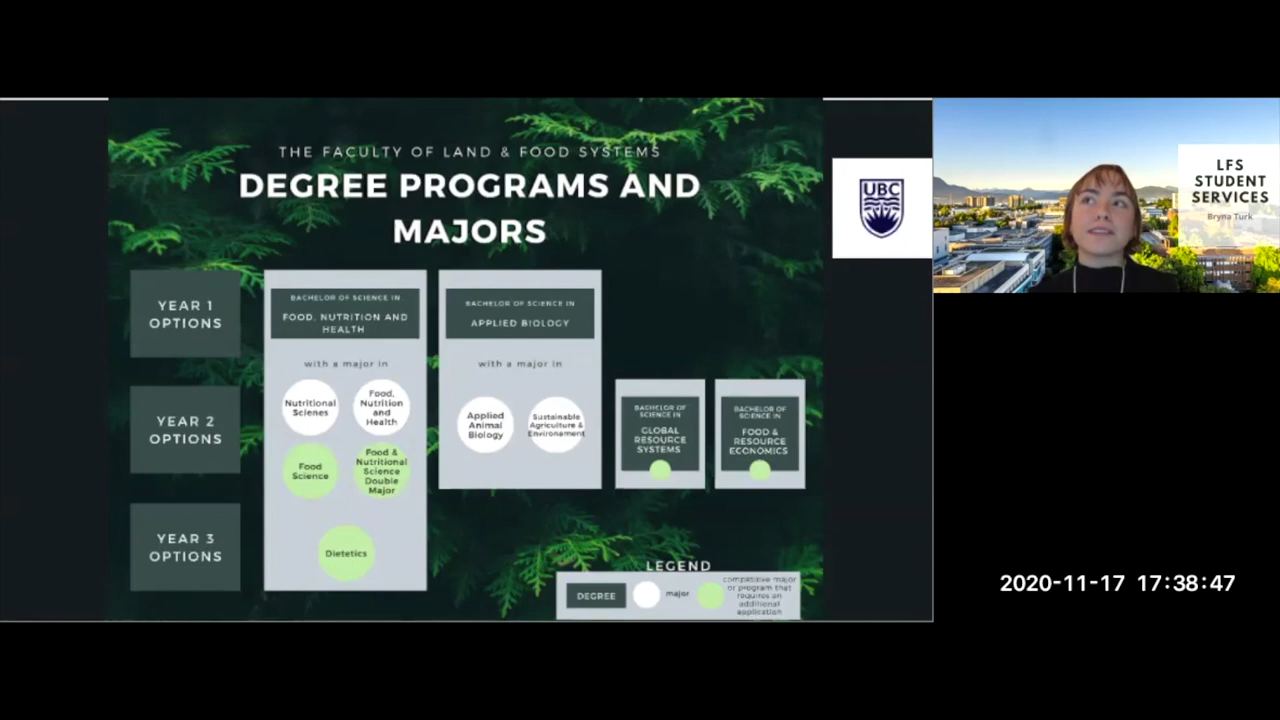 THE FACULTY OF LAND & FOOD SYSTEMS
DEGREE PROGRAMS AND
MAJORS
YEAR 1
OPTIONS
YEAR 2
OPTIONS
YEAR 3
OPTIONS
BACHELOR OF SCIENCE IN
FOOD, NUTRITION AND
HEALTH
with a major in
Nutritional
Scienes
Food,
Nutrition
and
Health
Food
Science
Food &
Nutritional
Science
Double
Major
Dietetics
BACHELOR OF SCIENCE IN
APPLIED BIOLOGY
with a major in
Applied
Animal
Biology
Sustainable
Agriculture &
Environament
BACHELOR OF
SCIENCE IN
GLOBAL
RESOURCE
SYSTEMS
BACHELOR OF
SCIENCE IN
FOOD &
RESOURCE
ECONOMICS
LEGEND
DEGREE
major
competitive major
or program that
requires an
additional
application
UBC
LFS
STUDENT
SERVICES
Bryna Turk
2020-11-17 17:38:47